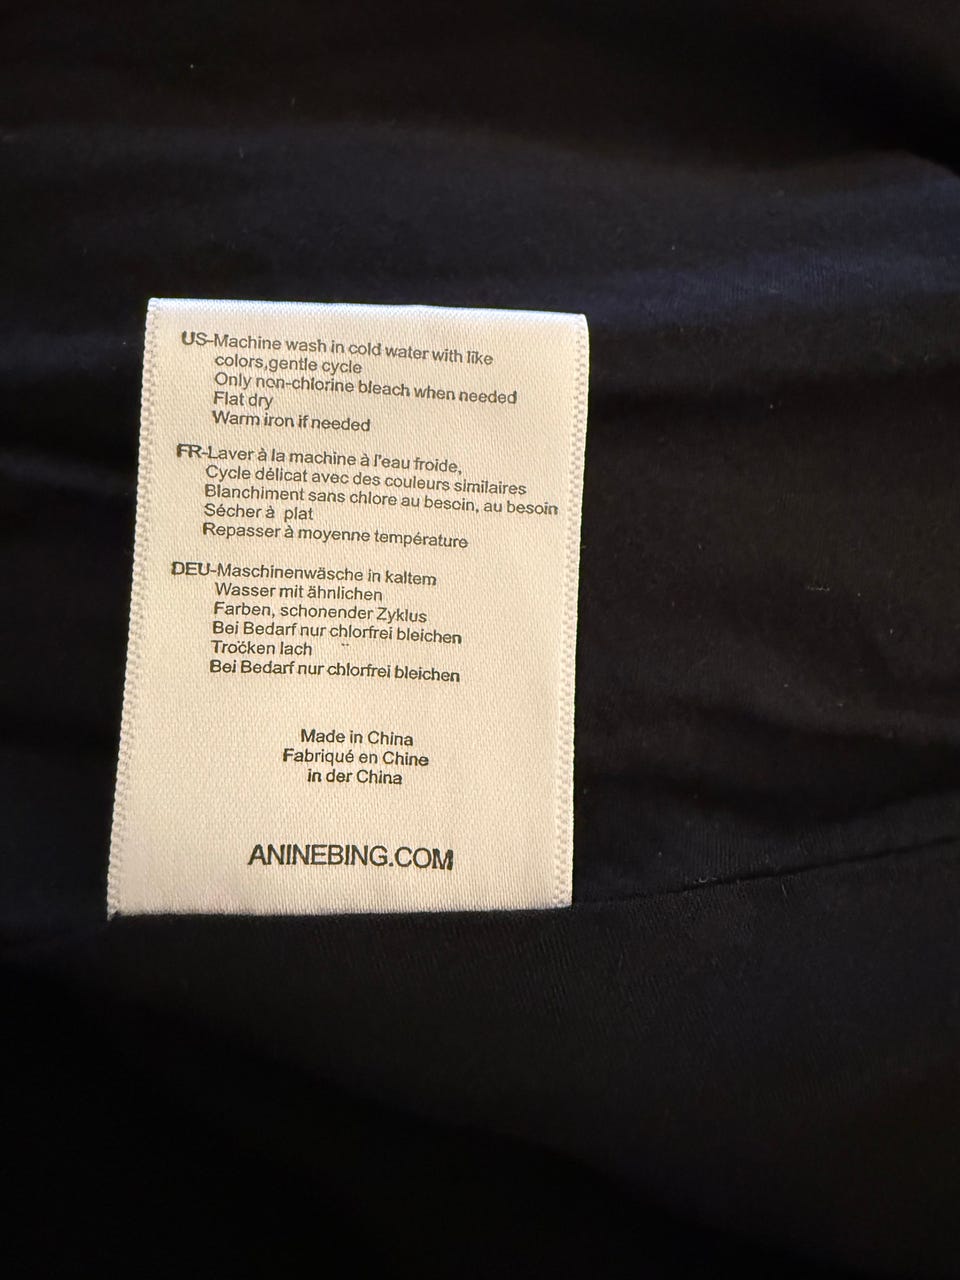 US-Machine wash in cold water with like
colors,gentle cycle
Only non-chlorine bleach when needed
Flat dry
Warm iron if needed
FR-Laver à la machine à l'eau froide,
Cycle délicat avec des couleurs similaires
Blanchiment sans chlore au besoin, au besoin
Sécher à plat
Repasser à moyenne température
DEU-Maschinenwäsche in kaltem
Wasser mit ähnlichen
Farben, schonender Zyklus
Bei Bedarf nur chlorfrei bleichen
Trocken lach
Bei Bedarf nur chlorfrei bleichen
Made in China
Fabriqué en Chine
in der China
ANINEBING.COM